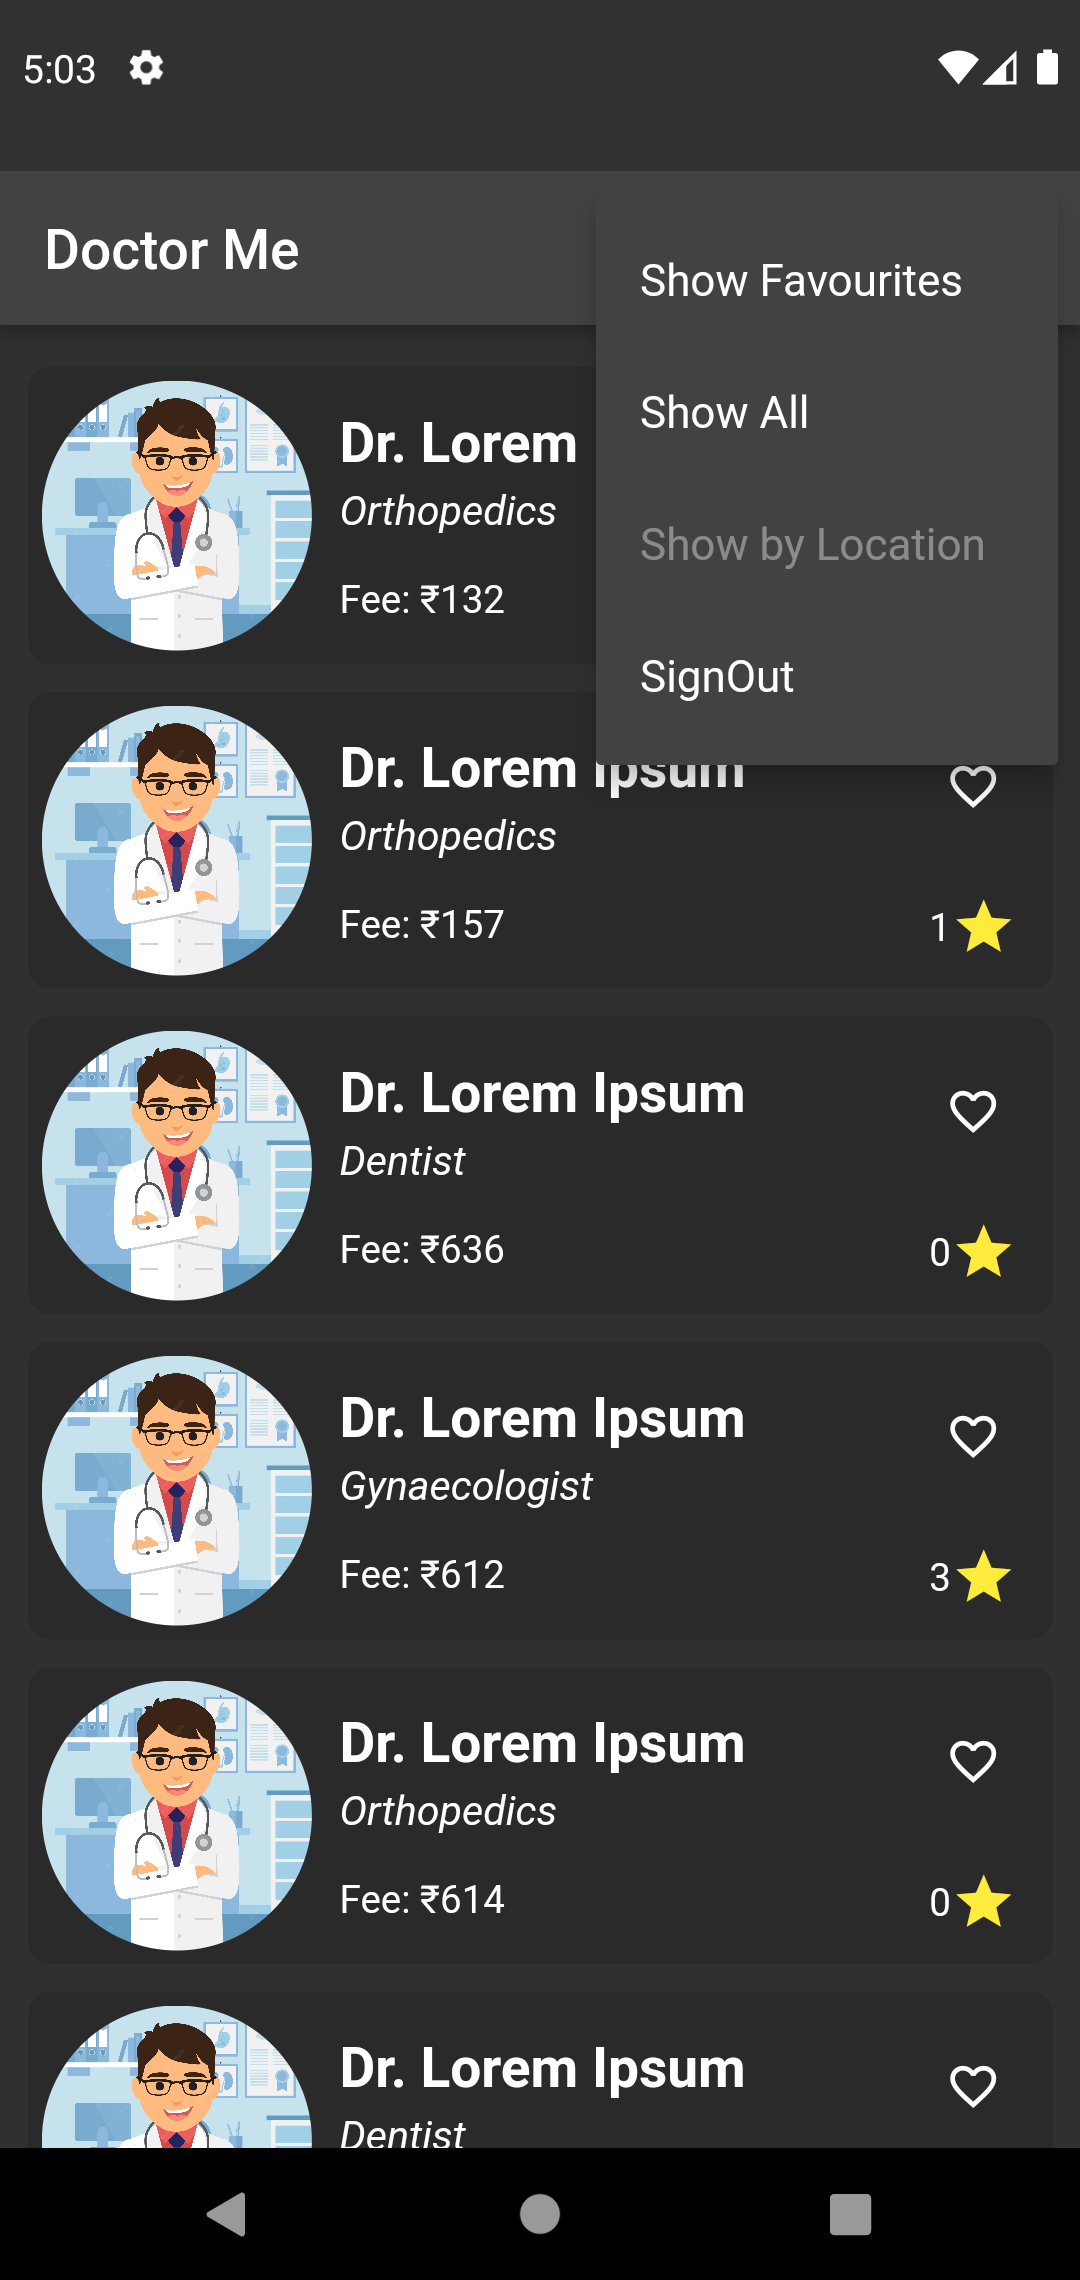 5:03
Doctor Me
Show Favourites
Show All
Show by Location
SignOut
Dr. Lorem
Orthopedics
Fee: ₹132
Dr. Lorem Ipsum
Orthopedics
Fee: ₹157
1
Dr. Lorem Ipsum
Dentist
Fee: ₹636
0
Dr. Lorem Ipsum
Gynaecologist
Fee: ₹612
3
Dr. Lorem Ipsum
Orthopedics
Fee: ₹614
0
Dr. Lorem Ipsum
Dentist